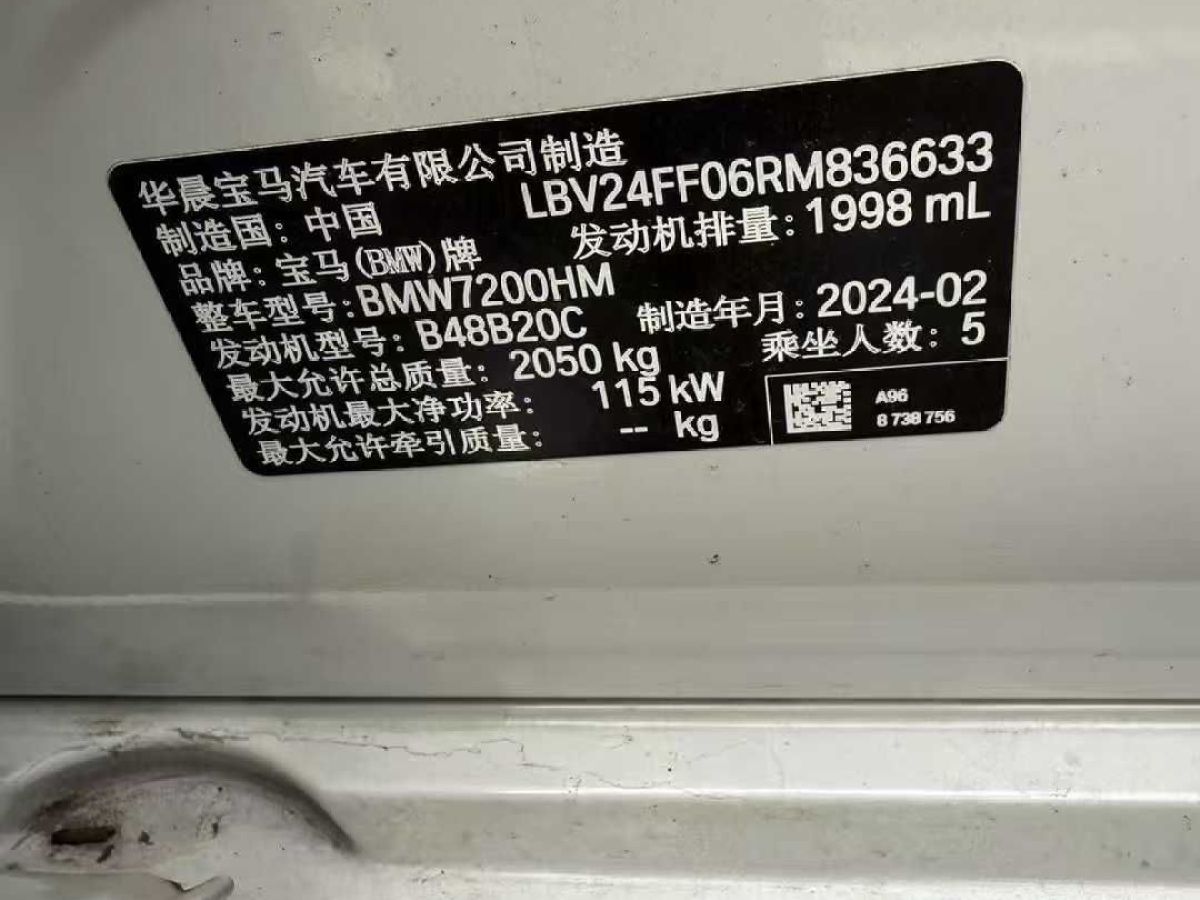 华晨宝马汽车有限公司制造
LBV24FF06RM836633
制造国：中国
发动机排量：1998 mL
品牌：宝马(BMW)牌
整车型号：BMW7200HM
制造年月：2024-02
发动机型号：B48B20C
乘坐人数：5
最大允许总质量：2050 kg
发动机最大净功率：115 kW
最大允许牵引质量：-- kg
A96
8 738 756